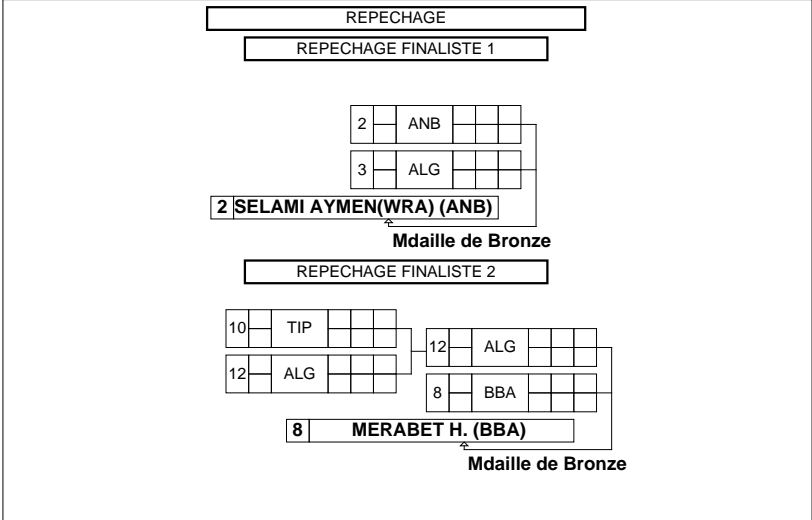 REPECHAGE
REPECHAGE FINALISTE 1
2 ANB
3 ALG
2 SELAMI AYMEN(WRA) (ANB)
Mdaille de Bronze
REPECHAGE FINALISTE 2
10 TIP
12 ALG
12 ALG
8 BBA
8 MERABET H. (BBA)
Mdaille de Bronze